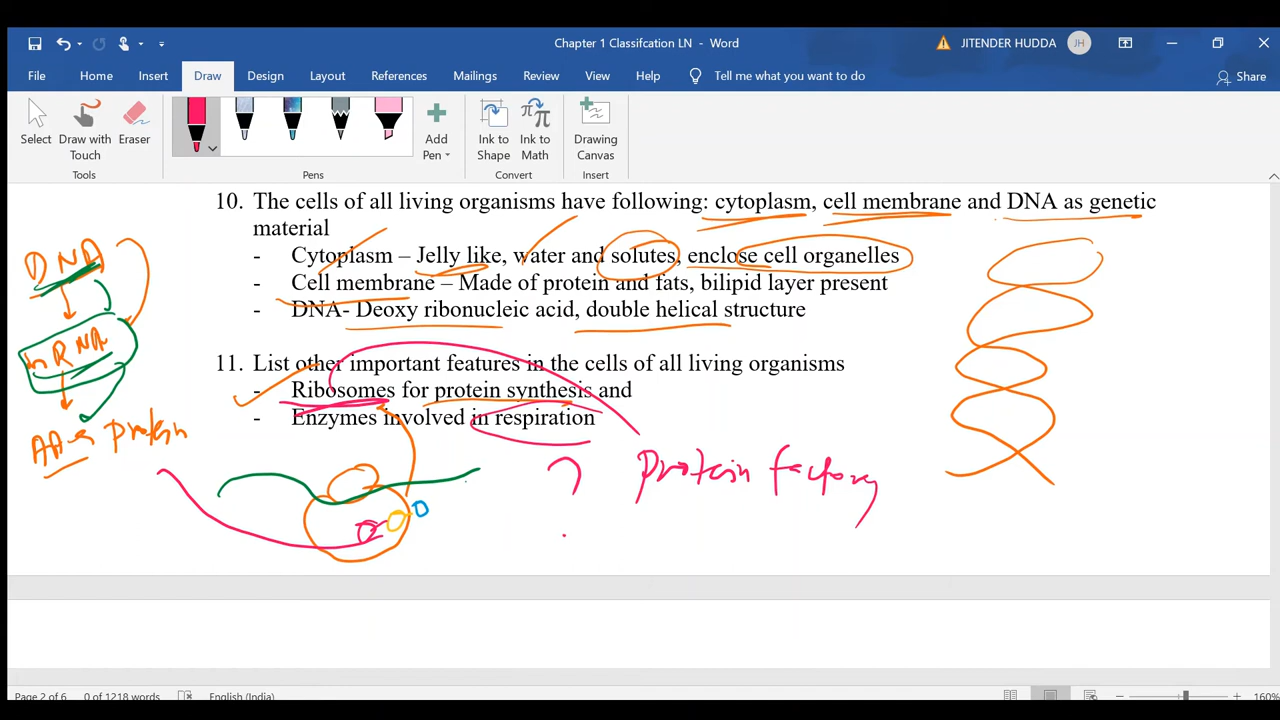 Chapter 1 Classifcation LN - Word
JITENDER HUDDA
JH
File Home Insert Draw Design Layout References Mailings Review View Help Tell me what you want to do
Share
Select
Draw with Touch
Eraser
Add Pen
Ink to Shape
Ink to Math
Drawing Canvas
Tools
Pens
Convert
Insert
10. The cells of all living organisms have following: cytoplasm, cell membrane and DNA as genetic
material
- Cytoplasm – Jelly like, water and solutes, enclose cell organelles
- Cell membrane – Made of protein and fats, bilipid layer present
- DNA- Deoxy ribonucleic acid, double helical structure
11. List other important features in the cells of all living organisms
- Ribosomes for protein synthesis and
- Enzymes involved in respiration
DNA
mRNA
AA → Protein
?
Protein factory
Page 2 of 6 0 of 1218 words English (India) 160%